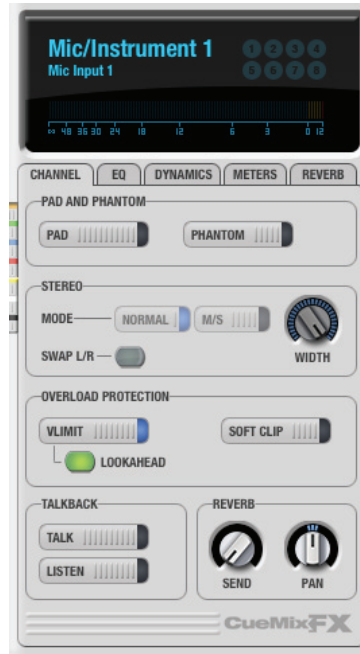 Mic/Instrument 1
Mic Input 1
1 2 3 4
5 6 7 8
∞ 48 36 30 24 18 12 6 3 0 12
CHANNEL EQ DYNAMICS METERS REVERB
PAD AND PHANTOM
PAD PHANTOM
STEREO
MODE NORMAL M/S
SWAP L/R WIDTH
OVERLOAD PROTECTION
VLIMIT SOFT CLIP
LOOKAHEAD
TALKBACK REVERB
TALK
LISTEN
SEND PAN
CueMixFX